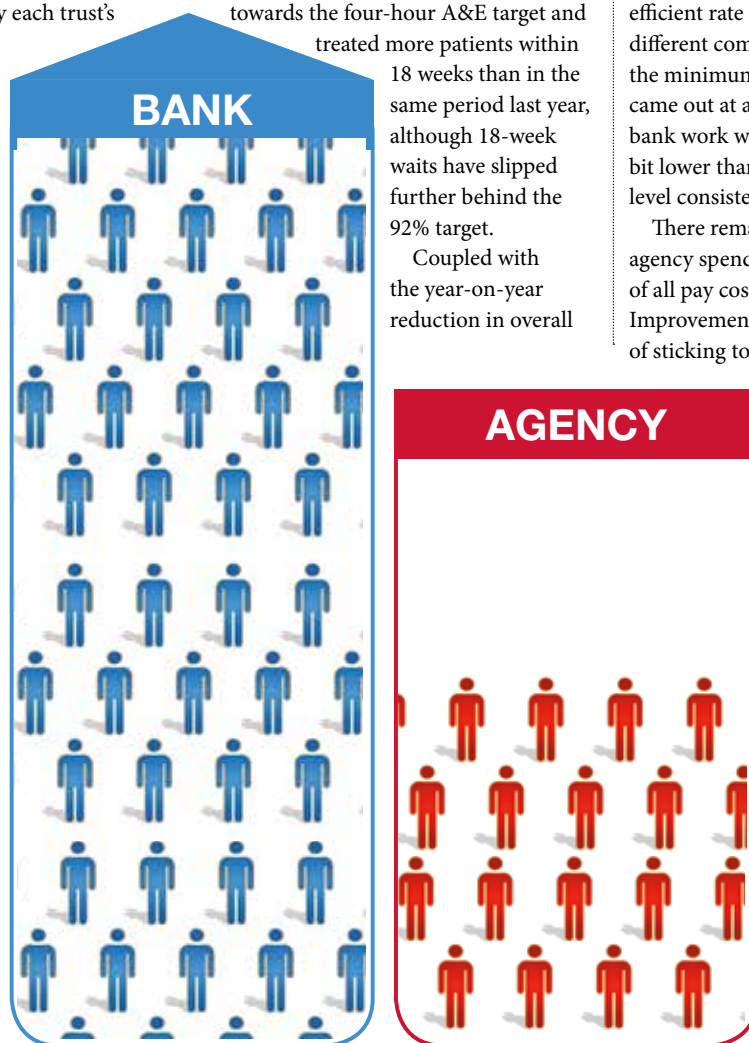 y each trust's
towards the four-hour A&E target and
treated more patients within
18 weeks than in the
same period last year,
although 18-week
waits have slipped
further behind the
92% target.
Coupled with
the year-on-year
reduction in overall
efficient rate
different com
the minimum
came out at a
bank work w
bit lower than
level consiste
There rema
agency spend
of all pay cos
Improvemen
of sticking to
BANK
AGENCY